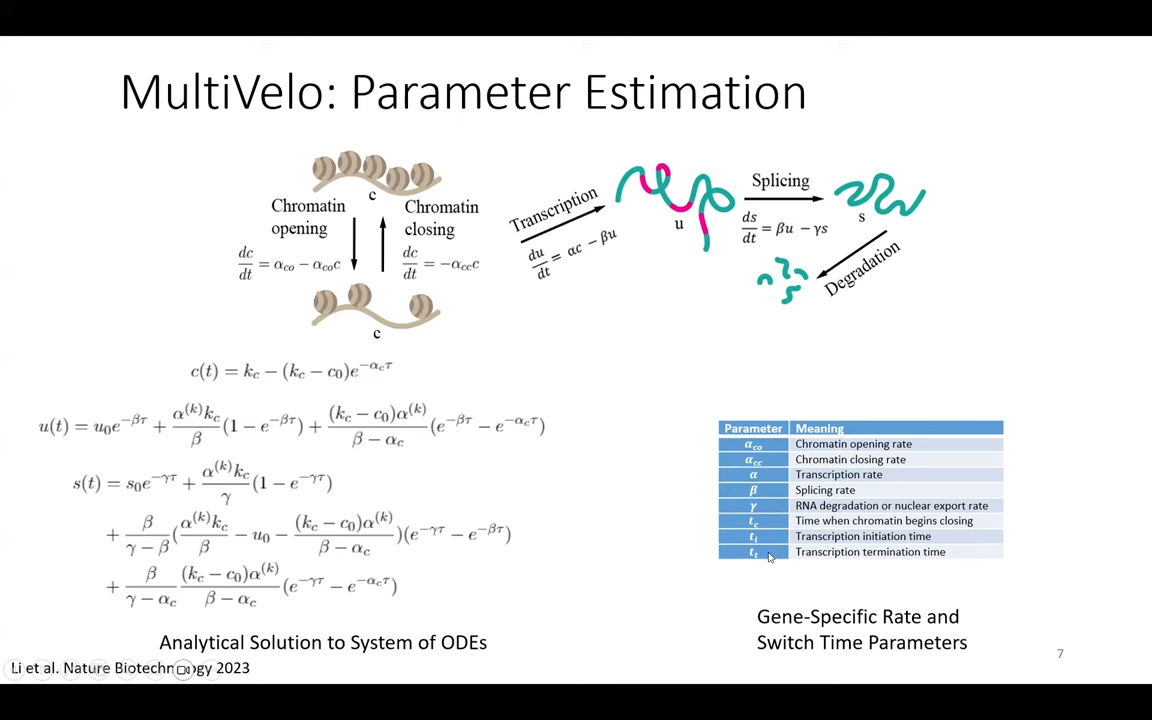 MultiVelo: Parameter Estimation
c
Chromatin
opening
dc/dt = α_co − α_co c
Chromatin
closing
dc/dt = −α_cc c
c
Transcription
du/dt = αc − βu
u
Splicing
ds/dt = βu − γs
s
Degradation
c(t) = k_c − (k_c − c_0)e^{−α_c τ}
u(t) = u_0 e^{−βτ} + α^{(k)}k_c/β (1 − e^{−βτ}) + (k_c − c_0)α^{(k)}/(β − α_c) (e^{−βτ} − e^{−α_c τ})
s(t) = s_0 e^{−γτ} + α^{(k)}k_c/γ (1 − e^{−γτ})
+ β/(γ − β) (α^{(k)}k_c/β − u_0 − (k_c − c_0)α^{(k)}/(β − α_c))(e^{−γτ} − e^{−βτ})
+ β/(γ − α_c) (k_c − c_0)α^{(k)}/(β − α_c) (e^{−γτ} − e^{−α_c τ})
Analytical Solution to System of ODEs
Parameter Meaning
α_co Chromatin opening rate
α_cc Chromatin closing rate
α Transcription rate
β Splicing rate
γ RNA degradation or nuclear export rate
t_c Time when chromatin begins closing
t_i Transcription initiation time
t_t Transcription termination time
Gene-Specific Rate and
Switch Time Parameters
Li et al. Nature Biotechnology 2023
7